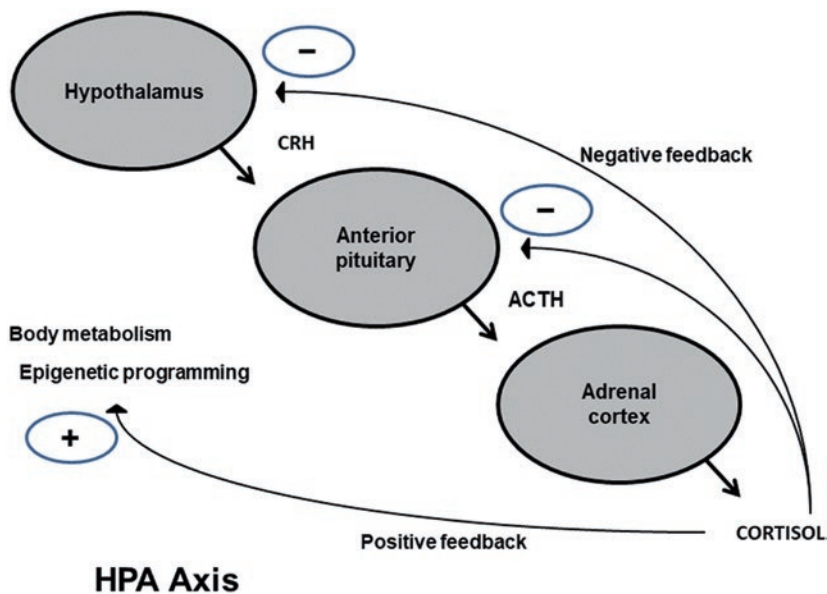 −
Hypothalamus
CRH
Negative feedback
−
Anterior
pituitary
ACTH
Body metabolism
Epigenetic programming
+
Adrenal
cortex
CORTISOL
Positive feedback
HPA Axis